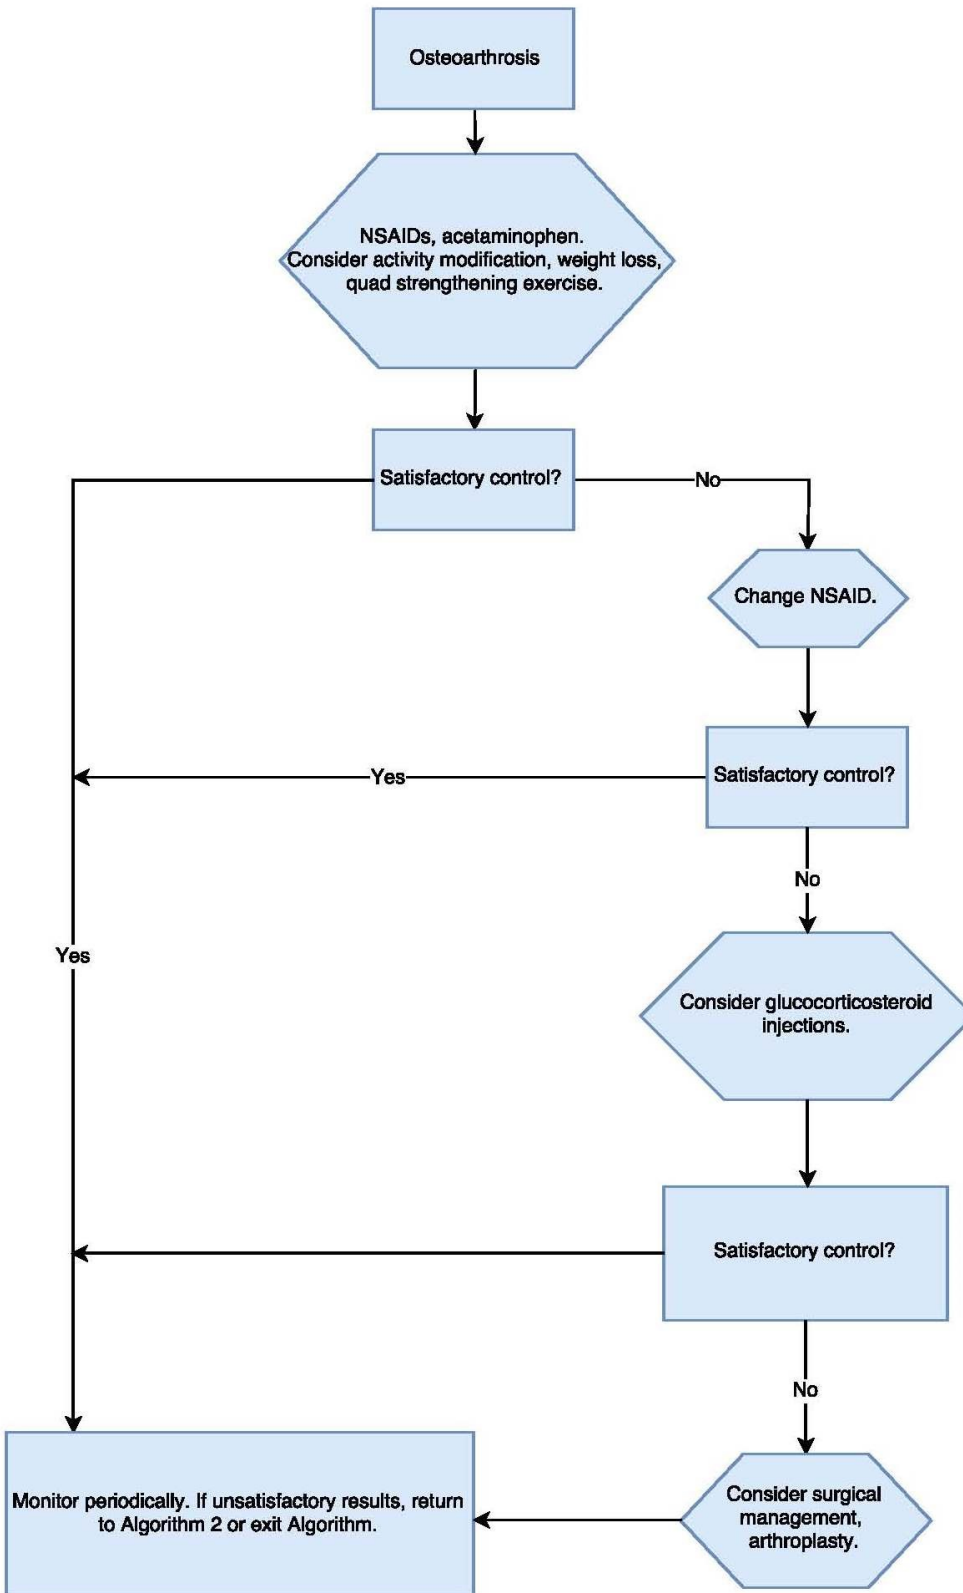 Osteoarthrosis
NSAIDs, acetaminophen.
Consider activity modification, weight loss,
quad strengthening exercise.
Satisfactory control?
No
Change NSAID.
Yes
Satisfactory control?
No
Yes
Consider glucocorticosteroid
injections.
Satisfactory control?
No
Monitor periodically. If unsatisfactory results, return
to Algorithm 2 or exit Algorithm.
Consider surgical
management,
arthroplasty.